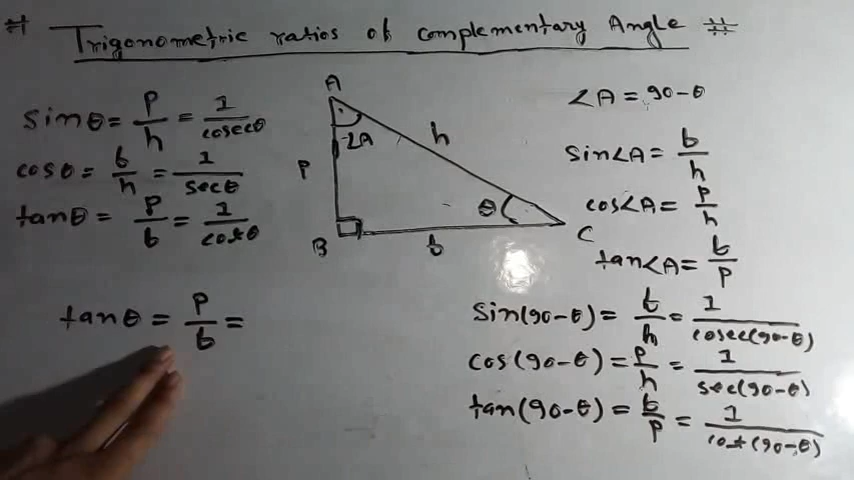 # Trigonometric ratios of complementary Angle #
sinθ = p/h = 1/cosecθ
cosθ = b/h = 1/secθ
tanθ = p/b = 1/cotθ
A
∠A
h
P
θ
B
b
C
∠A = 90-θ
sin∠A = b/h
cos∠A = p/h
tan∠A = b/p
tanθ = p/b =
sin(90-θ) = b/h = 1/cosec(90-θ)
cos(90-θ) = p/h = 1/sec(90-θ)
tan(90-θ) = b/p = 1/cot(90-θ)